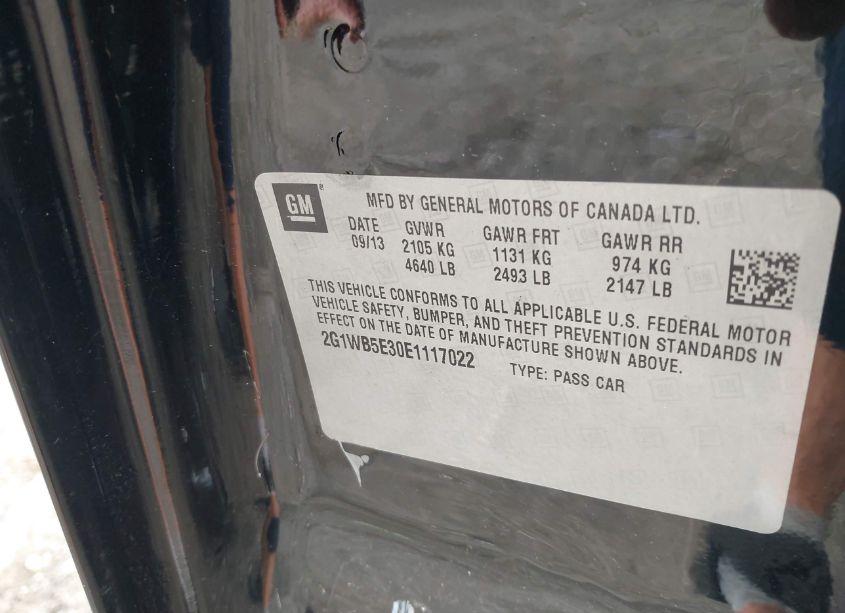 GM®
MFD BY GENERAL MOTORS OF CANADA LTD.
DATE GVWR GAWR FRT GAWR RR
09/13 2105 KG 1131 KG 974 KG
4640 LB 2493 LB 2147 LB
THIS VEHICLE CONFORMS TO ALL APPLICABLE U.S. FEDERAL MOTOR
VEHICLE SAFETY, BUMPER, AND THEFT PREVENTION STANDARDS IN
EFFECT ON THE DATE OF MANUFACTURE SHOWN ABOVE.
2G1WB5E30E1117022 TYPE: PASS CAR